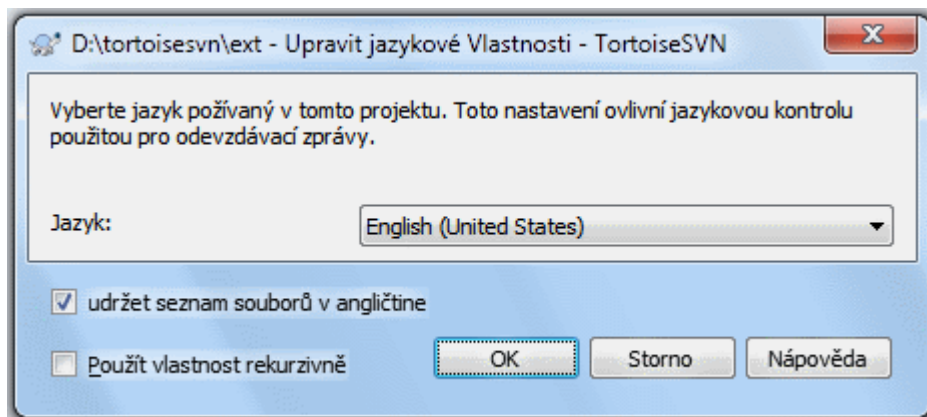 D:\tortoisesvn\ext - Upravit jazykové Vlastnosti - TortoiseSVN
Vyberte jazyk požívaný v tomto projektu. Toto nastavení ovlivní jazykovou kontrolu
použitou pro odevzdávací zprávy.
Jazyk: English (United States)
udržet seznam souborů v angličtine
Použít vlastnost rekurzivně OK Storno Nápověda